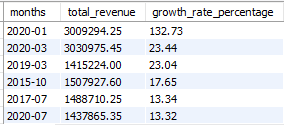 months total_revenue growth_rate_percentage
2020-01 3009294.25 132.73
2020-03 3030975.45 23.44
2019-03 1415224.00 23.04
2015-10 1507927.60 17.65
2017-07 1488710.25 13.34
2020-07 1437865.35 13.32